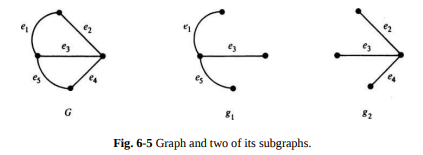 e1
e2
e3
e5
e4
G
e1
e3
e5
g1
e2
e3
e4
g2
Fig. 6-5 Graph and two of its subgraphs.